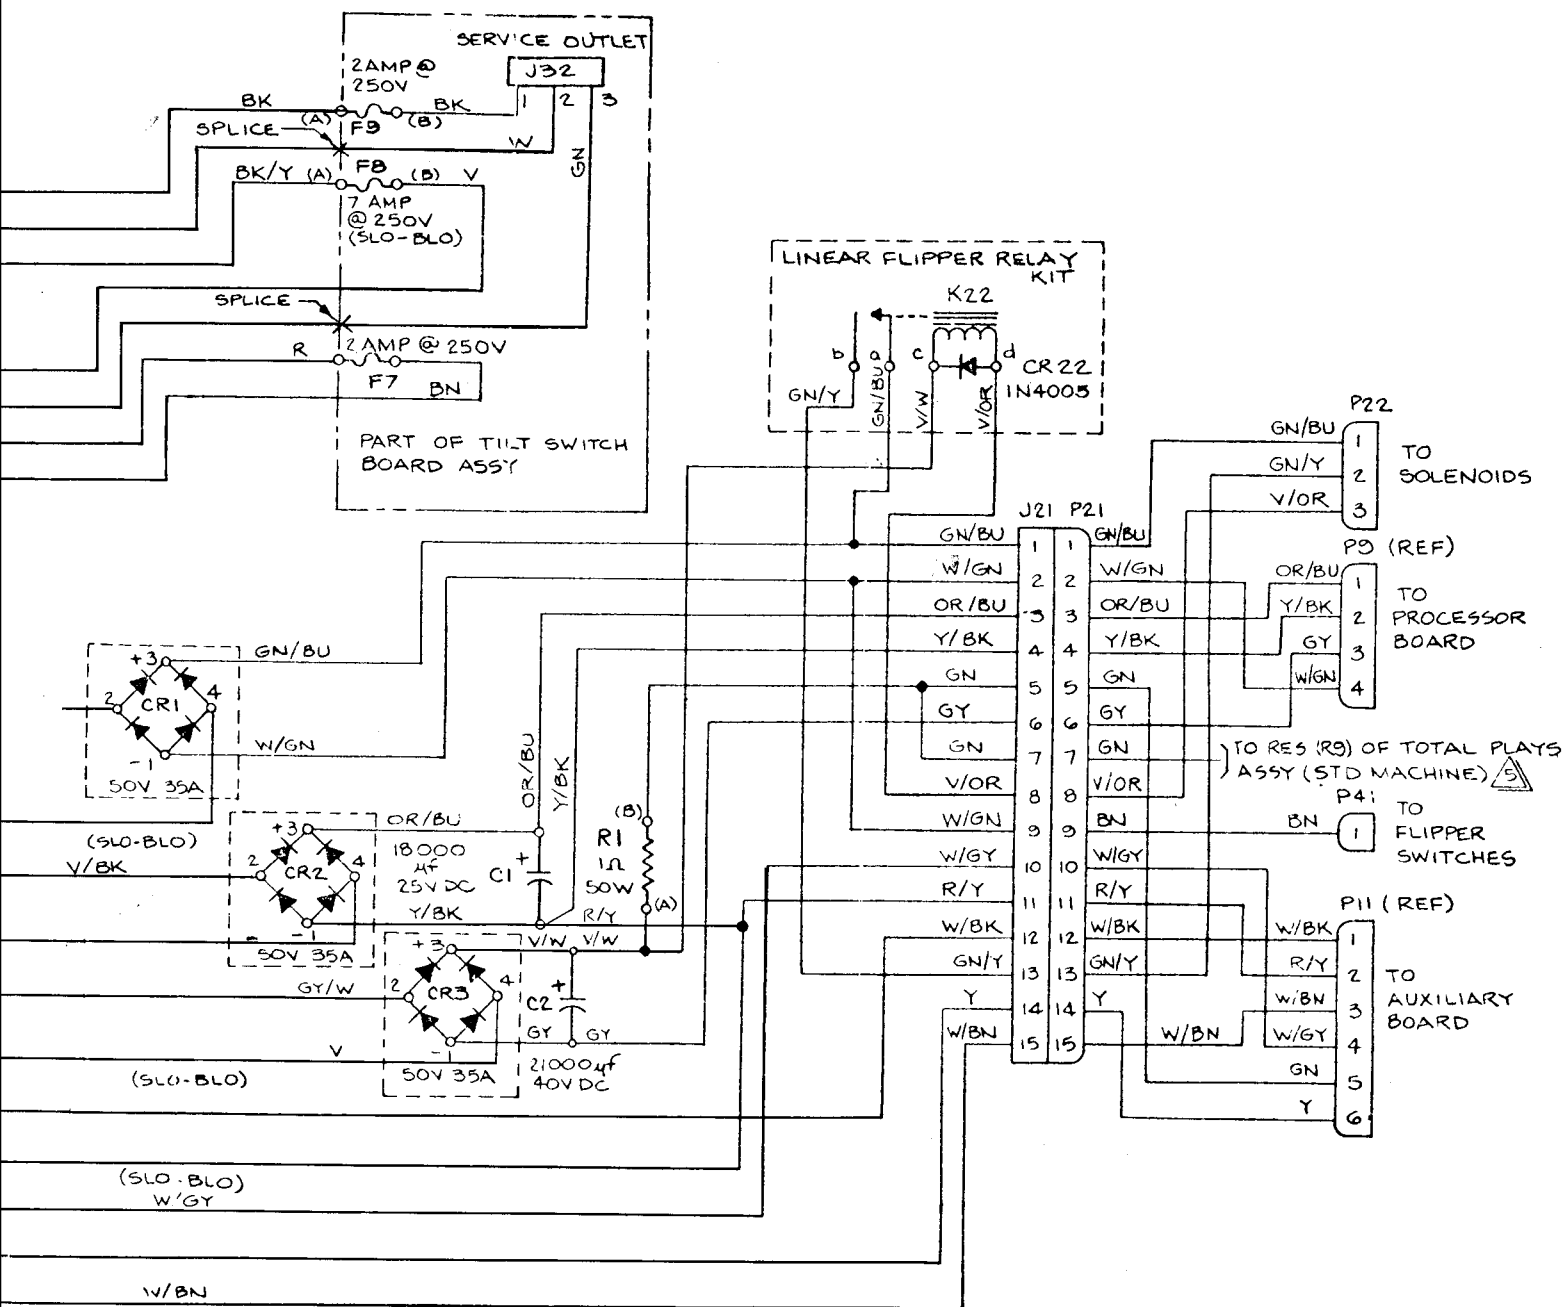 SERVICE OUTLET
2AMP @
250V
J32
1 2 3
BK
(A)
F9
(B)
BK
SPLICE
W
GN
F8
BK/Y (A)
(B) V
7 AMP
@ 250V
(SLO-BLO)
SPLICE
R
2 AMP @ 250V
F7
BN
PART OF TILT SWITCH
BOARD ASSY
LINEAR FLIPPER RELAY
KIT
K22
b
a
c
d
CR22
1N4005
GN/Y
GN/BU
V/W
V/OR
P22
GN/BU
1
GN/Y
2
V/OR
3
TO
SOLENOIDS
J21 P21
GN/BU 1 1 GN/BU
W/GN 2 2 W/GN
OR/BU 3 3 OR/BU
Y/BK 4 4 Y/BK
GN 5 5 GN
GY 6 6 GY
GN 7 7 GN
V/OR 8 8 V/OR
W/GN 9 9 BN
W/GY 10 10 W/GY
R/Y 11 11 R/Y
W/BK 12 12 W/BK
GN/Y 13 13 GN/Y
Y 14 14 Y
W/BN 15 15 W/BN
P9 (REF)
OR/BU 1
Y/BK 2
GY 3
W/GN 4
TO
PROCESSOR
BOARD
TO RES (R9) OF TOTAL PLAYS
ASSY (STD MACHINE) 5
P41
BN 1
TO
FLIPPER
SWITCHES
P11 (REF)
W/BK 1
R/Y 2
W/BN 3
W/GY 4
GN 5
Y 6
TO
AUXILIARY
BOARD
+3
GN/BU
2
CR1
4
W/GN
-1
50V 35A
(SLO-BLO)
V/BK
+3
OR/BU
2
CR2
4
18000
µf
25V DC
C1
+
OR/BU
Y/BK
Y/BK
-1
50V 35A
(B)
R1
1Ω
50W
(A)
R/Y
V/W V/W
+3
GY/W
2
CR3
4
C2
+
GY GY
-1
50V 35A
21000µf
40V DC
V
(SLO-BLO)
(SLO-BLO)
W/GY
W/BN